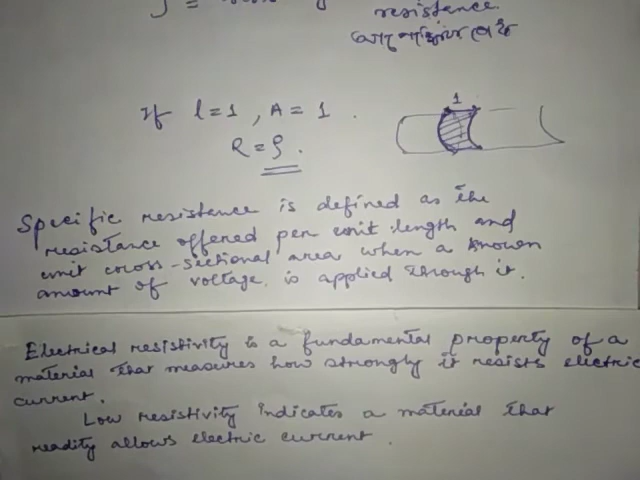 ρ =
resistance
If l=1, A=1.
1
R=ρ.
Specific resistence is defined as the
resistance offered per unit length and
unit cross-sectional area when a known
amount of voltage is applied through it.
Electrical resistivity is a fundamental property of a
material that measures how strongly it resists electric
current.
Low resistivity indicates a material that
readity allows electric current.